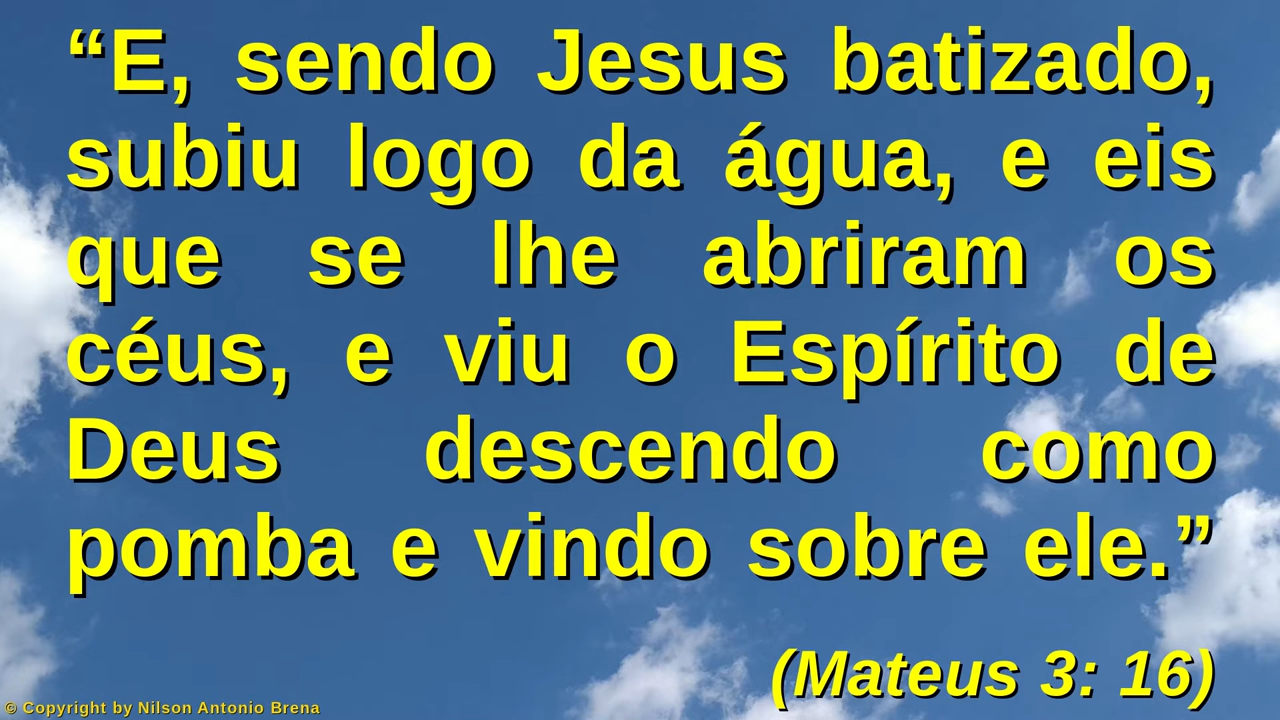 “E, sendo Jesus batizado,
subiu logo da água, e eis
que se lhe abriram os
céus, e viu o Espírito de
Deus descendo como
pomba e vindo sobre ele.”
(Mateus 3: 16)
© Copyright by Nilson Antonio Brena